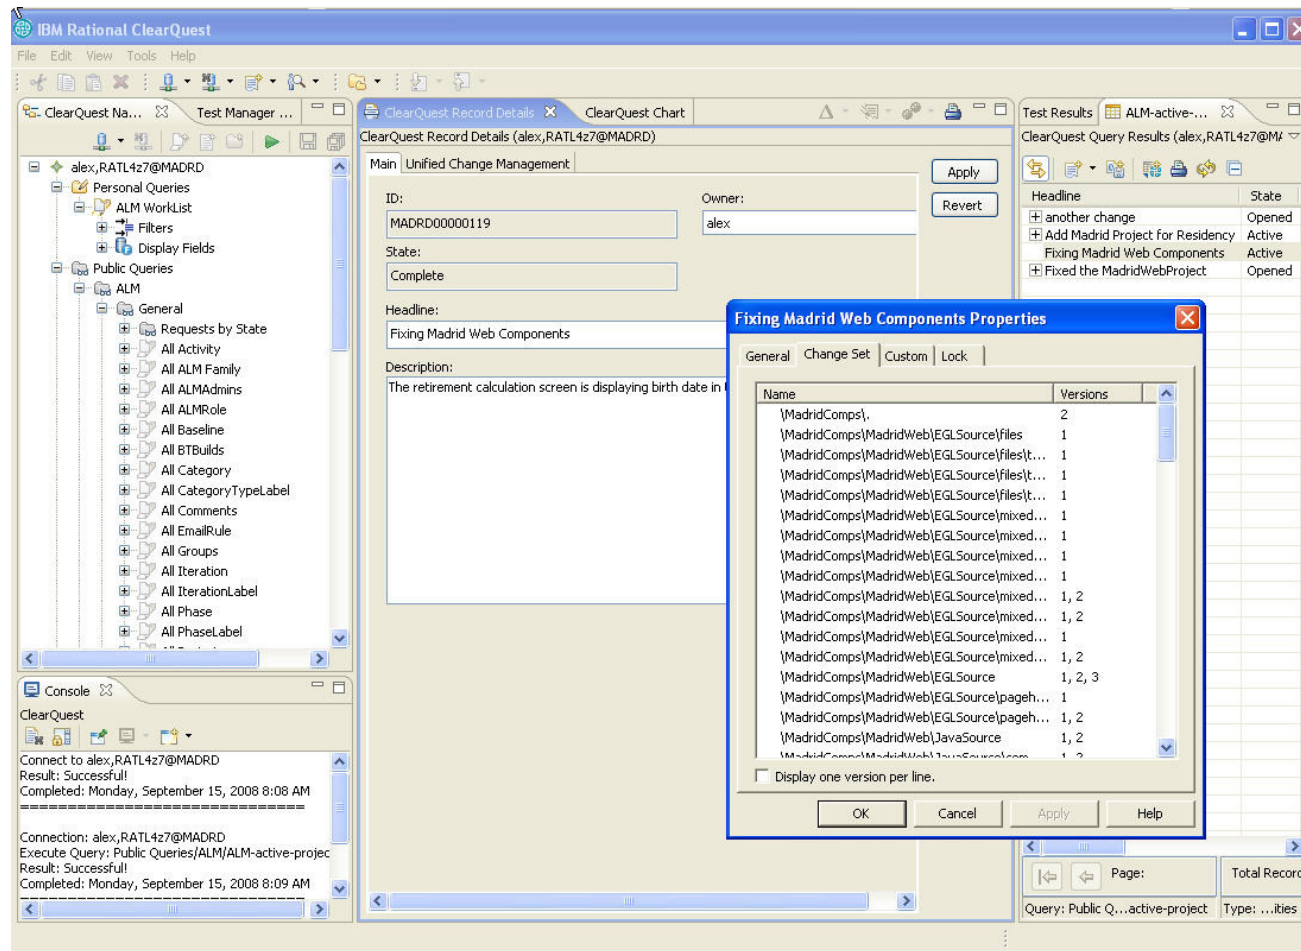 IBM Rational ClearQuest
File Edit View Tools Help
ClearQuest Na... Test Manager ...
alex,RATL4z7@MADRD
Personal Queries
ALM WorkList
Filters
Display Fields
Public Queries
ALM
General
Requests by State
All Activity
All ALM Family
All ALMAdmins
All ALMRole
All Baseline
All BTBuilds
All Category
All CategoryTypeLabel
All Comments
All EmailRule
All Groups
All Iteration
All IterationLabel
All Phase
All PhaseLabel
Console
ClearQuest
Connect to alex,RATL4z7@MADRD
Result: Successful!
Completed: Monday, September 15, 2008 8:08 AM
================================
Connection: alex,RATL4z7@MADRD
Execute Query: Public Queries/ALM/ALM-active-projec
Result: Successful!
Completed: Monday, September 15, 2008 8:09 AM
ClearQuest Record Details ClearQuest Chart
ClearQuest Record Details (alex,RATL4z7@MADRD)
Main Unified Change Management
Apply
Revert
ID: Owner:
MADRD00000119 alex
State:
Complete
Headline:
Fixing Madrid Web Components
Description:
The retirement calculation screen is displaying birth date in
Test Results ALM-active-...
ClearQuest Query Results (alex,RATL4z7@M
Headline State
another change Opened
Add Madrid Project for Residency Active
Fixing Madrid Web Components Active
Fixed the MadridWebProject Opened
Fixing Madrid Web Components Properties
General Change Set Custom Lock
Name Versions
\MadridComps\. 2
\MadridComps\MadridWeb\EGLSource\files 1
\MadridComps\MadridWeb\EGLSource\files\t... 1
\MadridComps\MadridWeb\EGLSource\files\t... 1
\MadridComps\MadridWeb\EGLSource\files\t... 1
\MadridComps\MadridWeb\EGLSource\mixed... 1
\MadridComps\MadridWeb\EGLSource\mixed... 1
\MadridComps\MadridWeb\EGLSource\mixed... 1
\MadridComps\MadridWeb\EGLSource\mixed... 1
\MadridComps\MadridWeb\EGLSource\mixed... 1, 2
\MadridComps\MadridWeb\EGLSource\mixed... 1, 2
\MadridComps\MadridWeb\EGLSource\mixed... 1
\MadridComps\MadridWeb\EGLSource\mixed... 1, 2
\MadridComps\MadridWeb\EGLSource 1, 2, 3
\MadridComps\MadridWeb\EGLSource\pageh... 1
\MadridComps\MadridWeb\EGLSource\pageh... 1, 2
\MadridComps\MadridWeb\JavaSource 1, 2
\MadridComps\MadridWeb\JavaSource\com 1, 2
Display one version per line.
OK Cancel Apply Help
Page: Total Recor
Query: Public Q...active-project Type: ...ities